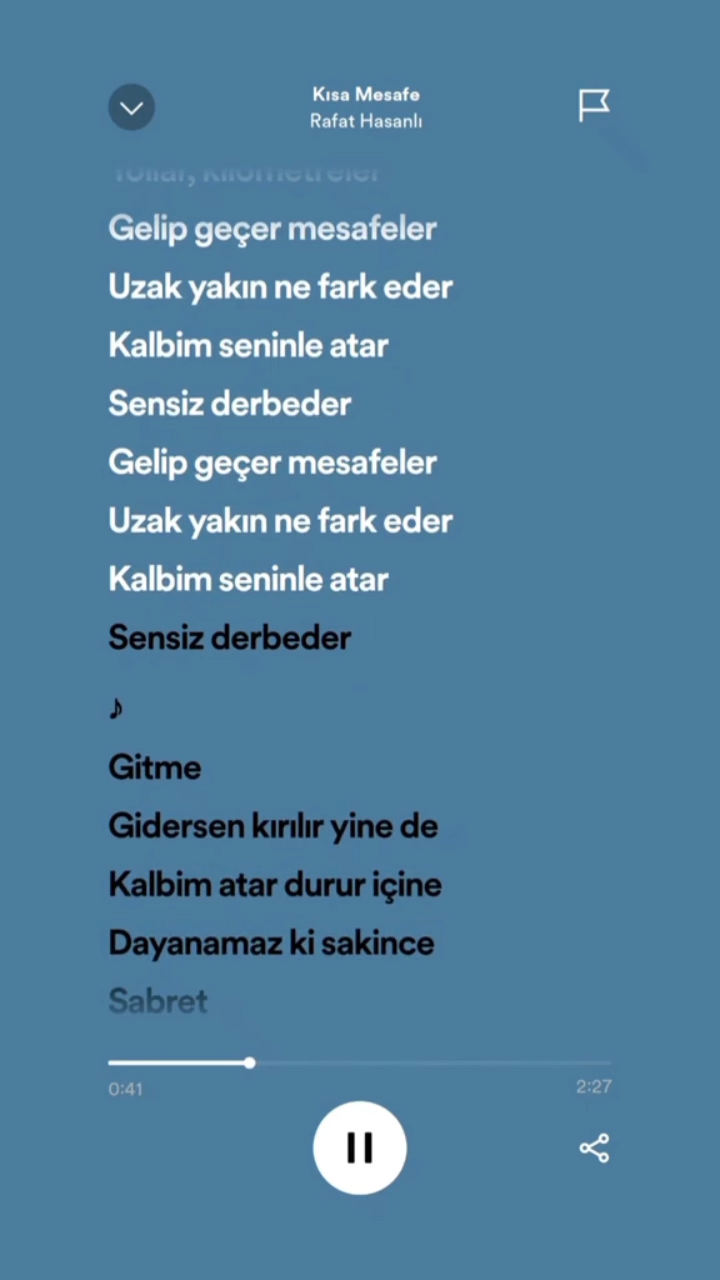 Kısa Mesafe
Rafat Hasanlı
Yollar, kilometreler
Gelip geçer mesafeler
Uzak yakın ne fark eder
Kalbim seninle atar
Sensiz derbeder
Gelip geçer mesafeler
Uzak yakın ne fark eder
Kalbim seninle atar
Sensiz derbeder
♪
Gitme
Gidersen kırılır yine de
Kalbim atar durur içine
Dayanamaz ki sakince
Sabret
0:41
2:27